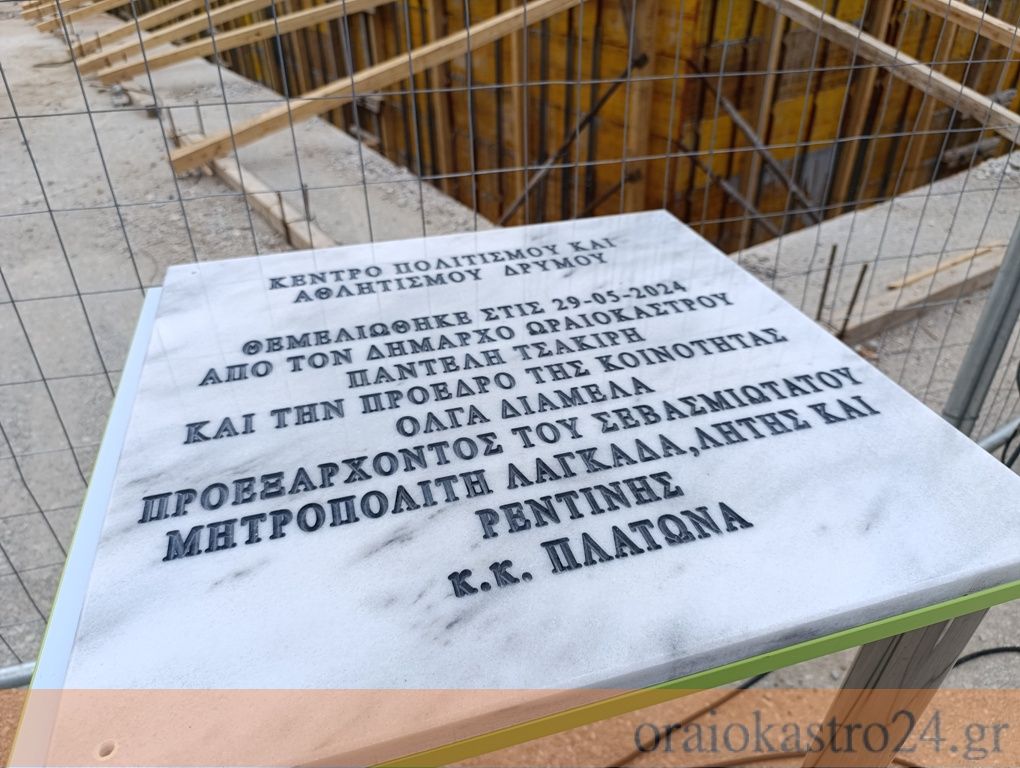 ΚΕΝΤΡΟ ΠΟΛΙΤΙΣΜΟΥ ΚΑΙ
ΑΘΛΗΤΙΣΜΟΥ ΔΡΥΜΟΥ
ΘΕΜΕΛΙΩΘΗΚΕ ΣΤΙΣ 29-05-2024
ΑΠΟ ΤΟΝ ΔΗΜΑΡΧΟ ΩΡΑΙΟΚΑΣΤΡΟΥ
ΠΑΝΤΕΛΗ ΤΣΑΚΙΡΗ
ΚΑΙ ΤΗΝ ΠΡΟΕΔΡΟ ΤΗΣ ΚΟΙΝΟΤΗΤΑΣ
ΟΛΓΑ ΔΙΑΜΕΛΑ
ΠΡΟΕΞΑΡΧΟΝΤΟΣ ΤΟΥ ΣΕΒΑΣΜΙΩΤΑΤΟΥ
ΜΗΤΡΟΠΟΛΙΤΗ ΛΑΓΚΑΔΑ,ΛΗΤΗΣ ΚΑΙ
ΡΕΝΤΙΝΗΣ
κ.κ. ΠΛΑΤΩΝΑ
oraiokastro24.gr